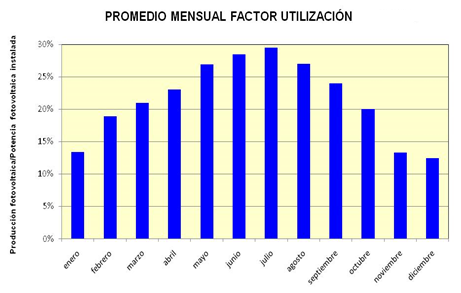 PROMEDIO MENSUAL FACTOR UTILIZACIÓN
Producción fotovoltaica/Potencia fotovoltaica instalada
30%
25%
20%
15%
10%
5%
0%
enero
febrero
marzo
abril
mayo
junio
julio
agosto
septiembre
octubre
noviembre
diciembre